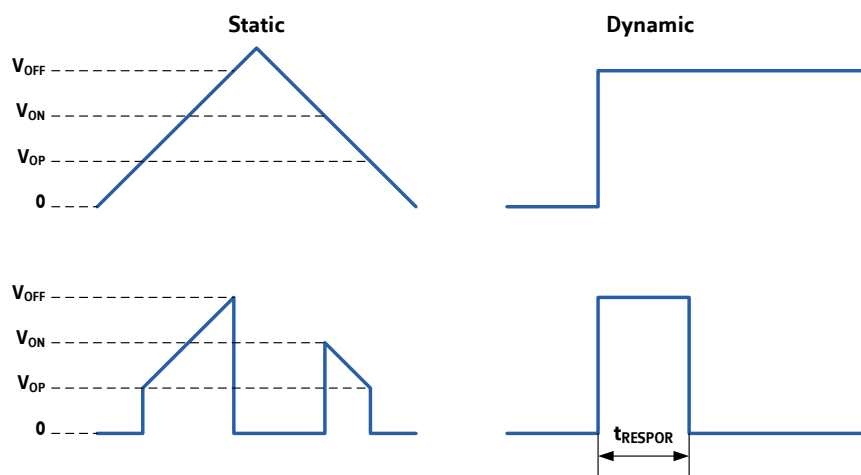 Static
Dynamic
VOFF
VON
VOP
0
VOFF
VON
VOP
0
tRESPOR